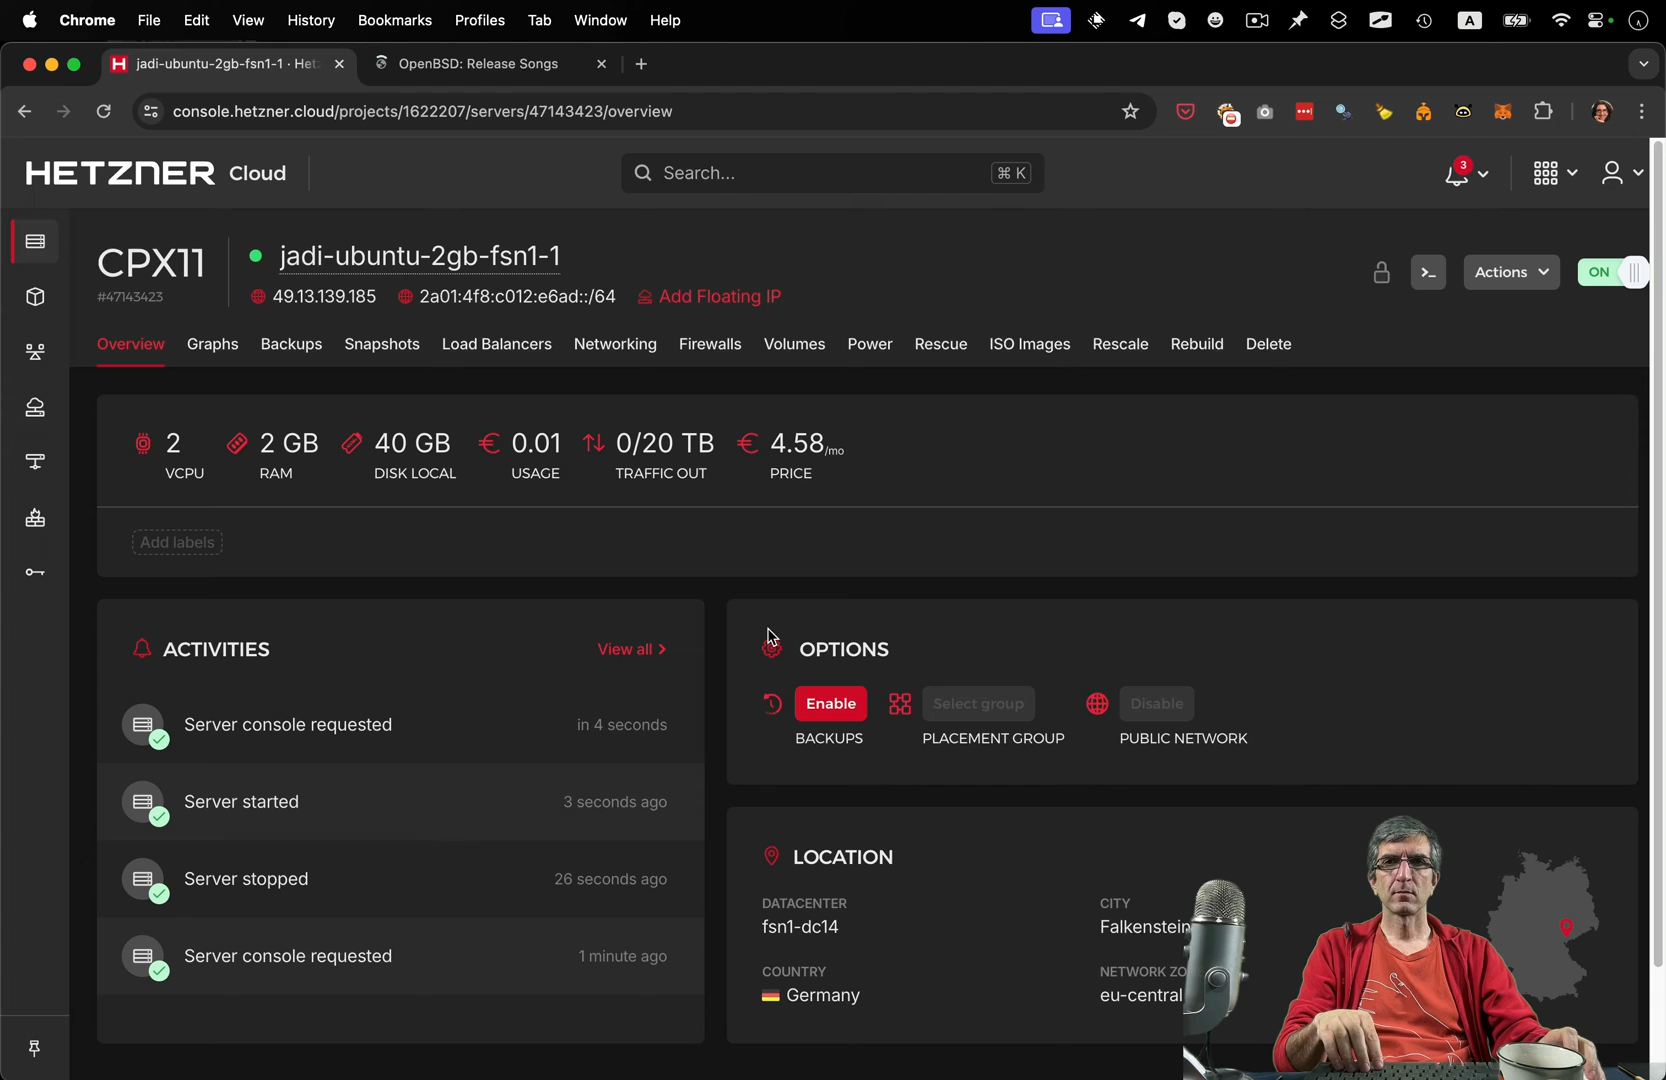 Chrome File Edit View History Bookmarks Profiles Tab Window Help A
jadi-ubuntu-2gb-fsn1-1 · Het
OpenBSD: Release Songs
console.hetzner.cloud/projects/1622207/servers/47143423/overview
HETZNER Cloud
Search... ⌘ K
3
CPX11
#47143423
jadi-ubuntu-2gb-fsn1-1
49.13.139.185 2a01:4f8:c012:e6ad::/64 Add Floating IP
Actions
ON
Overview Graphs Backups Snapshots Load Balancers Networking Firewalls Volumes Power Rescue ISO Images Rescale Rebuild Delete
2 2 GB 40 GB € 0.01 0/20 TB € 4.58/mo
VCPU RAM DISK LOCAL USAGE TRAFFIC OUT PRICE
Add labels
ACTIVITIES
View all
Server console requested in 4 seconds
Server started 3 seconds ago
Server stopped 26 seconds ago
Server console requested 1 minute ago
OPTIONS
Enable Select group Disable
BACKUPS PLACEMENT GROUP PUBLIC NETWORK
LOCATION
DATACENTER CITY
fsn1-dc14 Falkenstein
COUNTRY NETWORK ZO
Germany eu-central